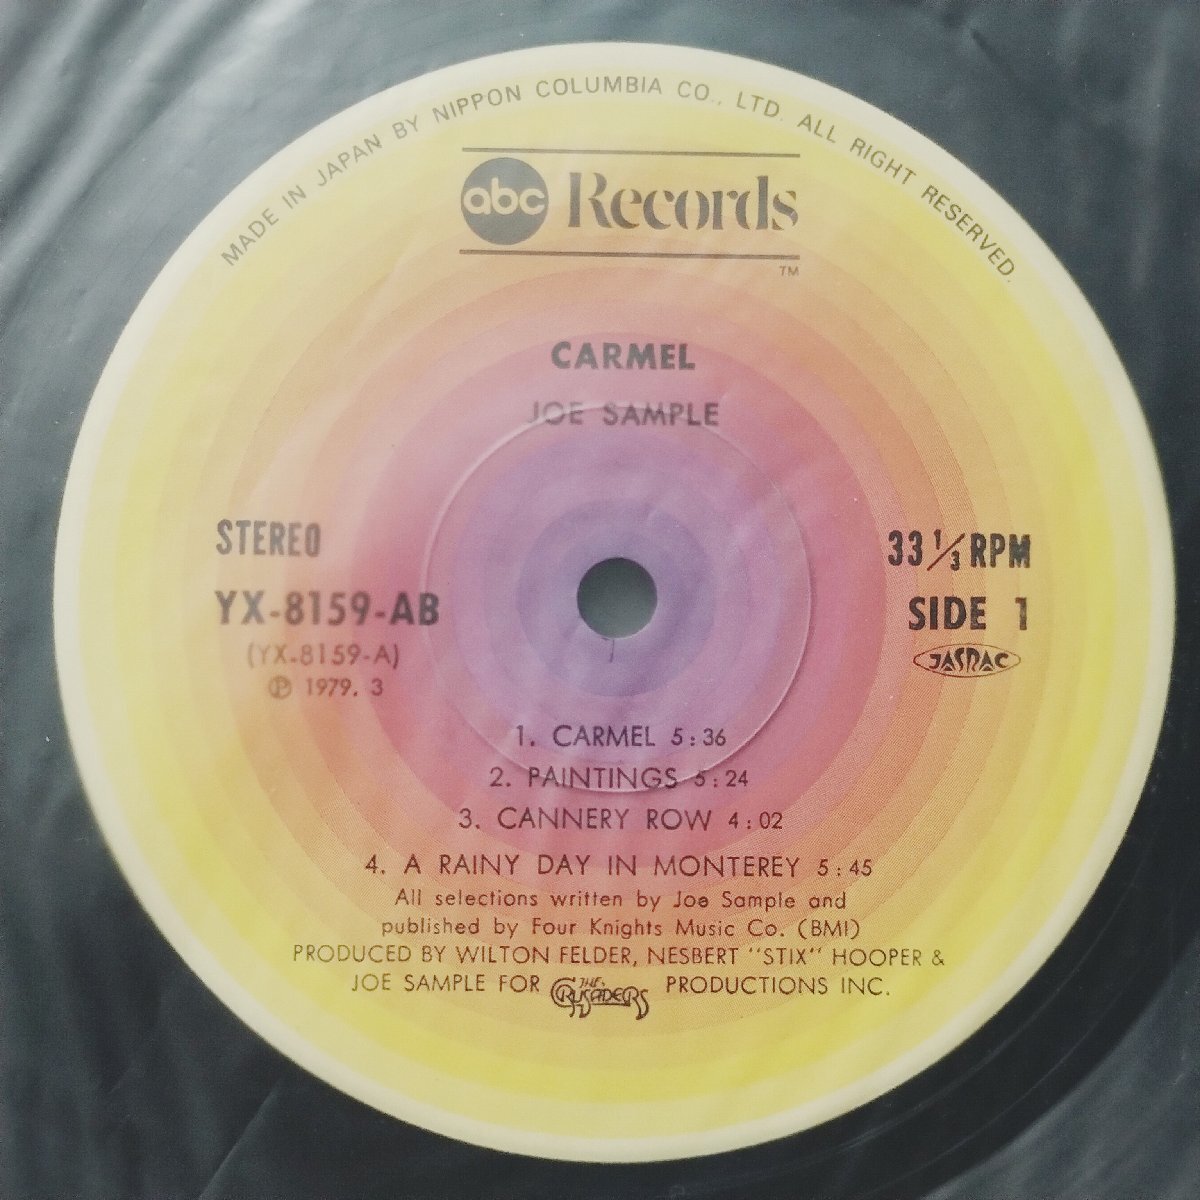 MADE IN JAPAN BY NIPPON COLUMBIA CO., LTD. ALL RIGHT RESERVED.
abc Records
TM
CARMEL
JOE SAMPLE
STEREO
YX-8159-AB
(YX-8159-A)
℗ 1979. 3
33 1/3 RPM
SIDE 1
JASRAC
1. CARMEL 5:36
2. PAINTINGS 5:24
3. CANNERY ROW 4:02
4. A RAINY DAY IN MONTEREY 5:45
All selections written by Joe Sample and
published by Four Knights Music Co. (BMI)
PRODUCED BY WILTON FELDER, NESBERT "STIX" HOOPER &
JOE SAMPLE FOR THE CRUSADERS PRODUCTIONS INC.